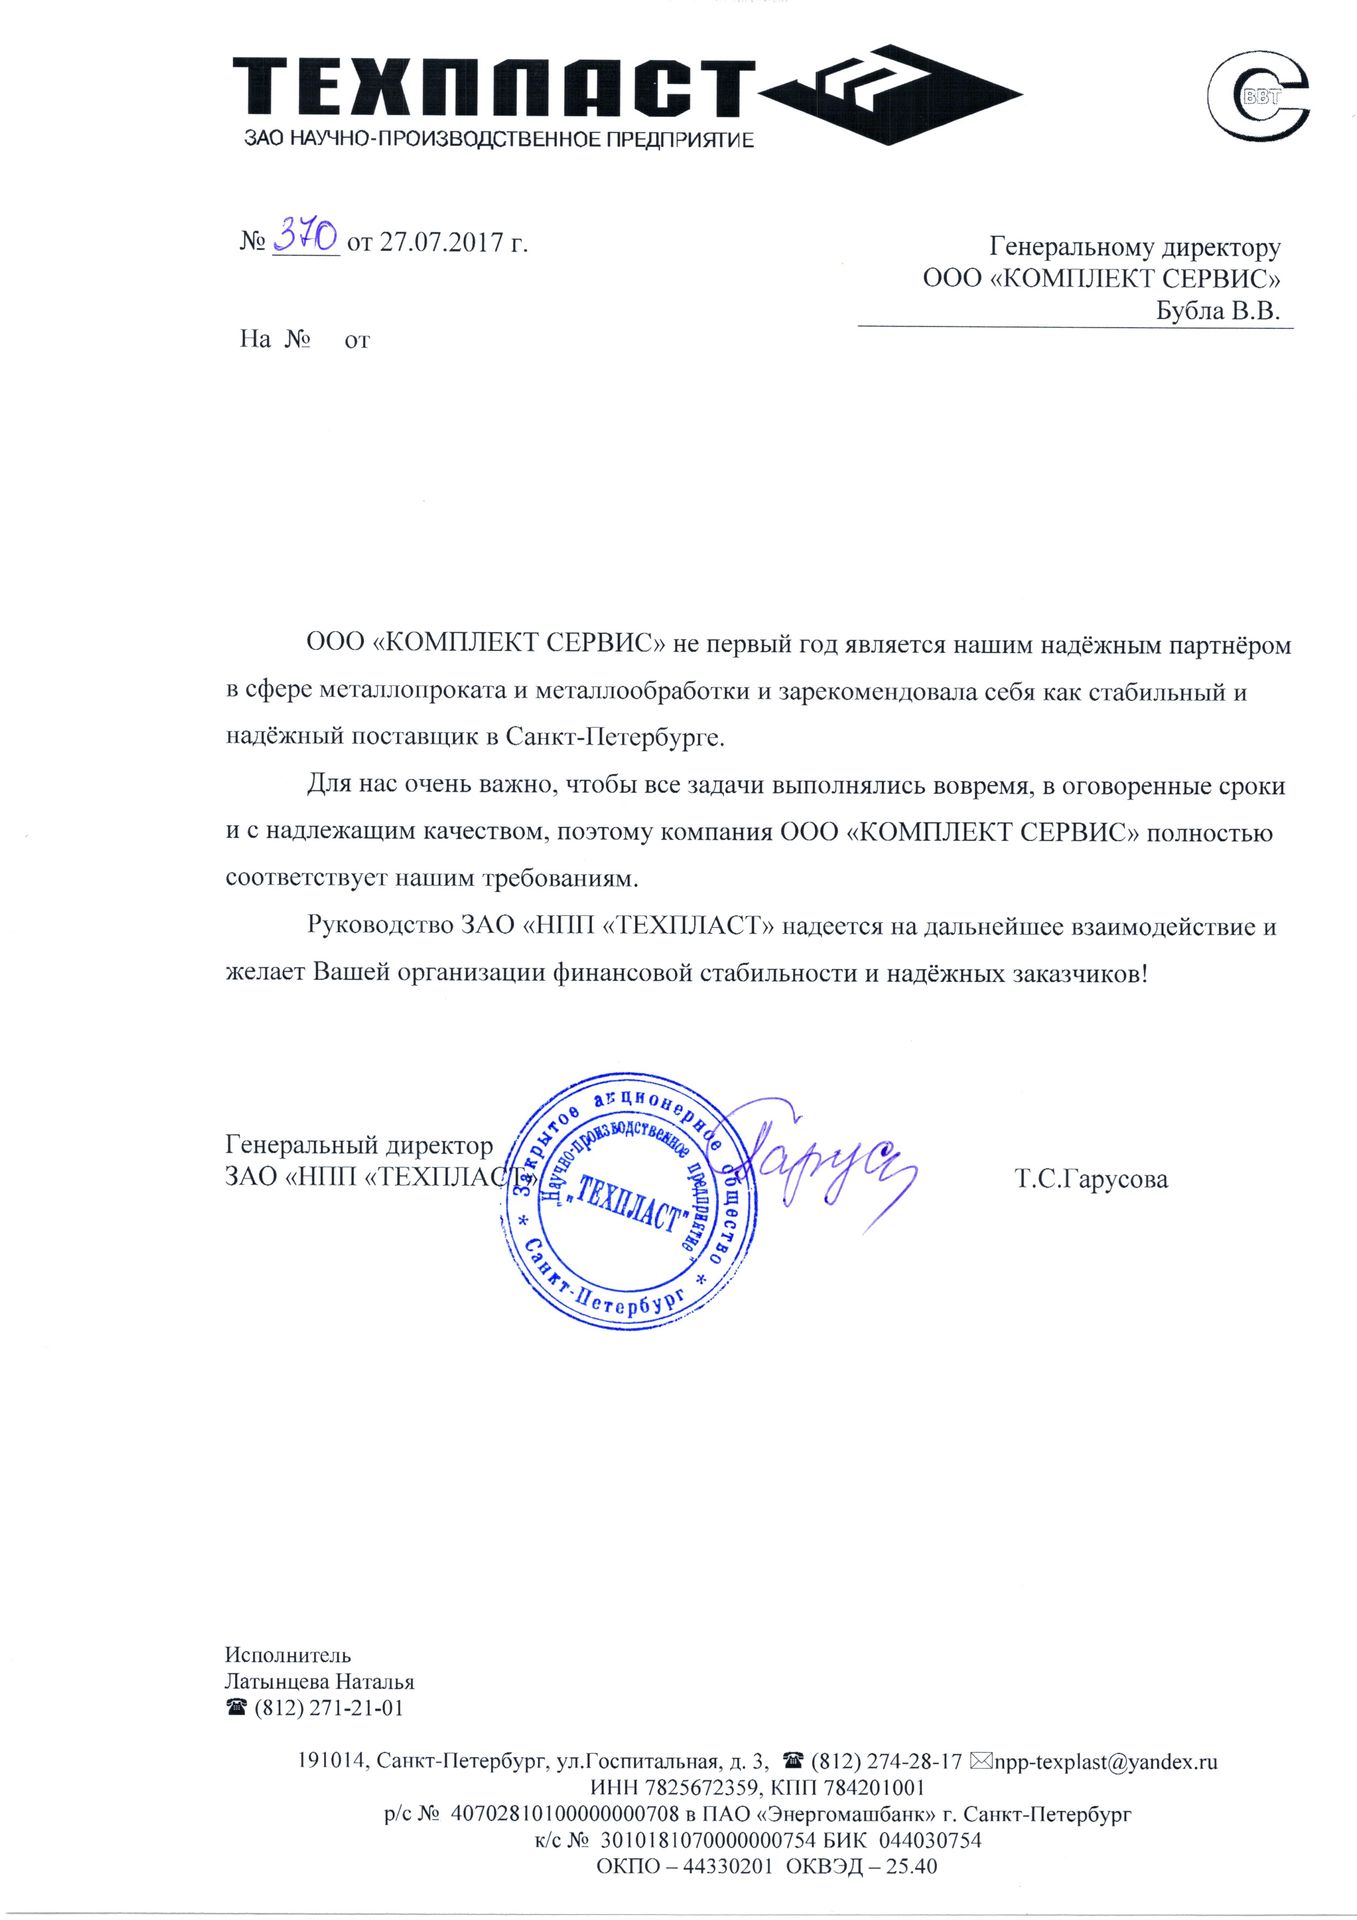 ТЕХПЛАСТ
ЗАО НАУЧНО-ПРОИЗВОДСТВЕННОЕ ПРЕДПРИЯТИЕ
С ВВТ
№ 370 от 27.07.2017 г.
Генеральному директору
ООО «КОМПЛЕКТ СЕРВИС»
Бубла В.В.
На № от
ООО «КОМПЛЕКТ СЕРВИС» не первый год является нашим надёжным партнёром
в сфере металлопроката и металлообработки и зарекомендовала себя как стабильный и
надёжный поставщик в Санкт-Петербурге.
Для нас очень важно, чтобы все задачи выполнялись вовремя, в оговоренные сроки
и с надлежащим качеством, поэтому компания ООО «КОМПЛЕКТ СЕРВИС» полностью
соответствует нашим требованиям.
Руководство ЗАО «НПП «ТЕХПЛАСТ» надеется на дальнейшее взаимодействие и
желает Вашей организации финансовой стабильности и надёжных заказчиков!
Генеральный директор
ЗАО «НПП «ТЕХПЛАСТ»
Закрытое акционерное общество
* Санкт-Петербург *
"Научно-производственное предприятие"
"ТЕХПЛАСТ"
Гарус
Т.С.Гарусова
Исполнитель
Латынцева Наталья
☎ (812) 271-21-01
191014, Санкт-Петербург, ул.Госпитальная, д. 3, ☎ (812) 274-28-17 ✉npp-texplast@yandex.ru
ИНН 7825672359, КПП 784201001
р/с № 40702810100000000708 в ПАО «Энергомашбанк» г. Санкт-Петербург
к/с № 3010181070000000754 БИК 044030754
ОКПО – 44330201 ОКВЭД – 25.40